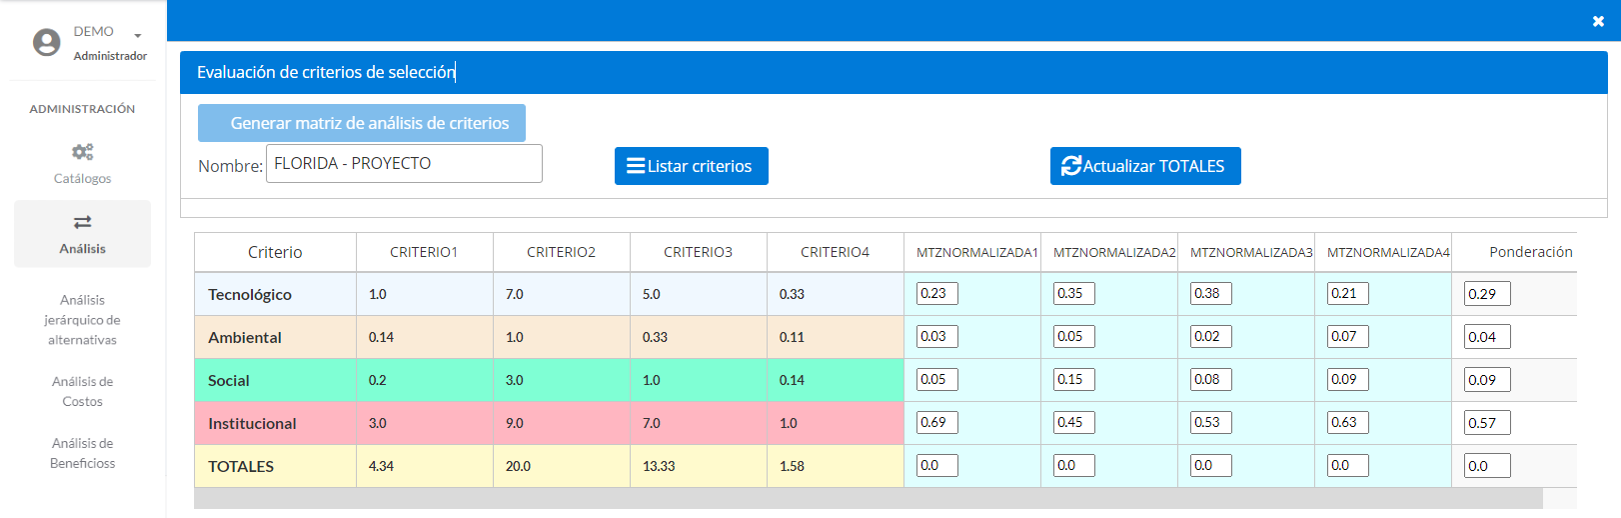 DEMO
Administrador
ADMINISTRACIÓN
Catálogos
Análisis
Análisis
jerárquico de
alternativas
Análisis de
Costos
Análisis de
Beneficioss
Evaluación de criterios de selección
Generar matriz de análisis de criterios
Nombre: FLORIDA - PROYECTO Listar criterios Actualizar TOTALES
Criterio CRITERIO1 CRITERIO2 CRITERIO3 CRITERIO4 MTZNORMALIZADA1 MTZNORMALIZADA2 MTZNORMALIZADA3 MTZNORMALIZADA4 Ponderación
Tecnológico 1.0 7.0 5.0 0.33 0.23 0.35 0.38 0.21 0.29
Ambiental 0.14 1.0 0.33 0.11 0.03 0.05 0.02 0.07 0.04
Social 0.2 3.0 1.0 0.14 0.05 0.15 0.08 0.09 0.09
Institucional 3.0 9.0 7.0 1.0 0.69 0.45 0.53 0.63 0.57
TOTALES 4.34 20.0 13.33 1.58 0.0 0.0 0.0 0.0 0.0